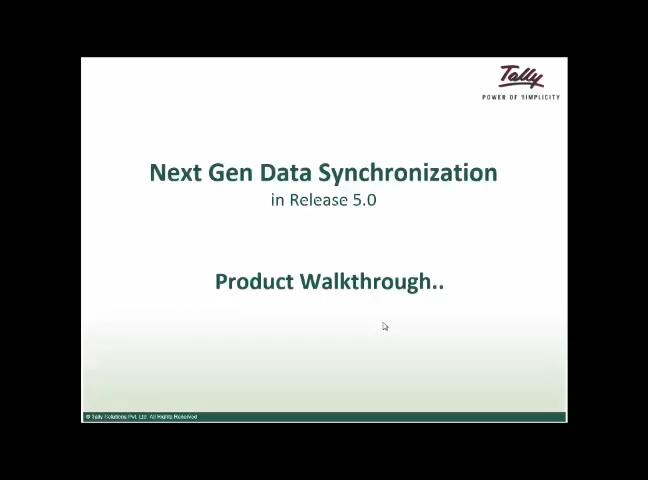 Tally
POWER OF SIMPLICITY
Next Gen Data Synchronization
in Release 5.0
Product Walkthrough..
© Tally Solutions Pvt. Ltd. All Rights Reserved